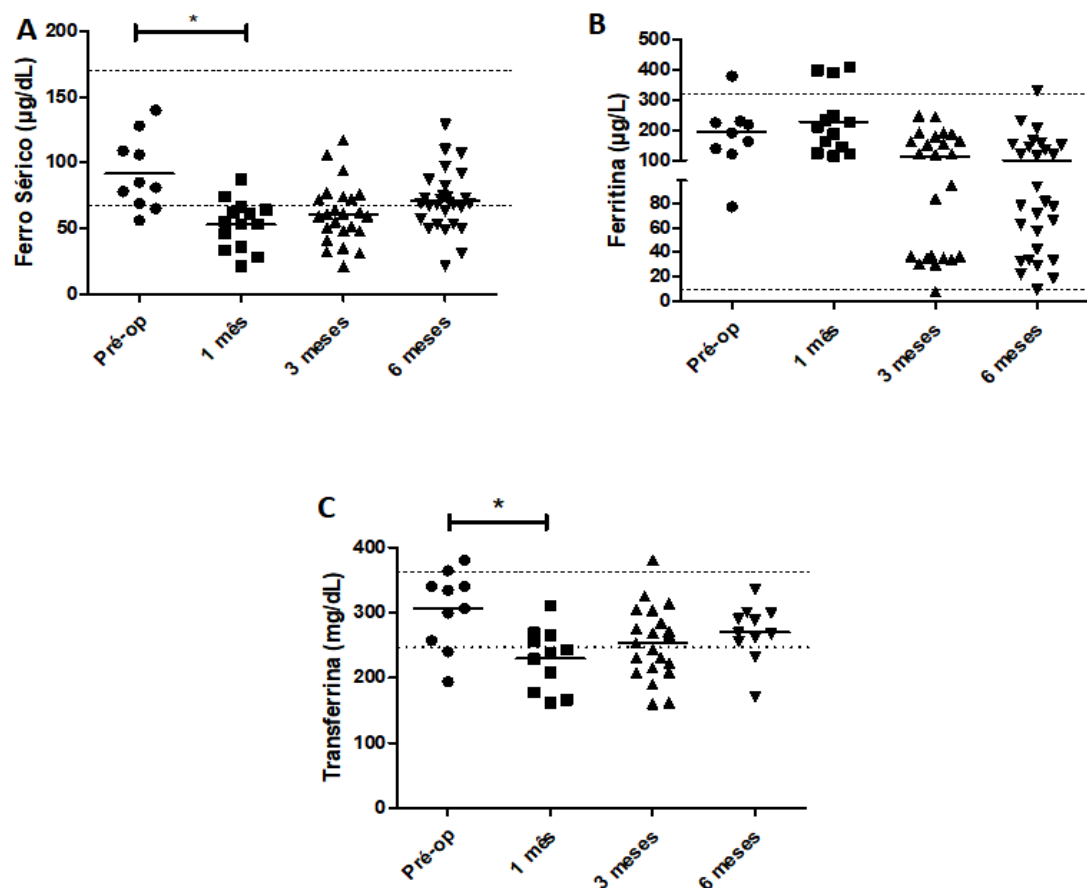 A
*
Ferro Sérico (µg/dL)
200
150
100
50
0
Pré-op
1 mês
3 meses
6 meses
B
Ferritina (µg/L)
500
400
300
200
100
80
60
40
20
0
Pré-op
1 mês
3 meses
6 meses
C
*
Transferrina (mg/dL)
400
300
200
100
0
Pré-op
1 mês
3 meses
6 meses